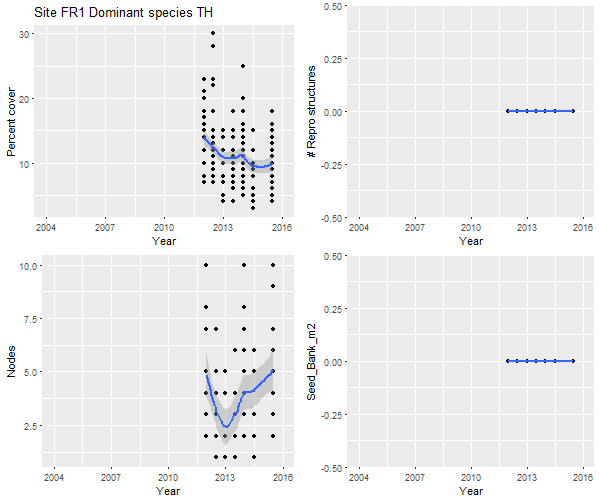 Site FR1 Dominant species TH
Percent cover
30
20
10
2004 2007 2010 2013 2016
Year
# Repro structures
0.50
0.25
0.00
-0.25
-0.50
2004 2007 2010 2013 2016
Year
Nodes
10.0
7.5
5.0
2.5
2004 2007 2010 2013 2016
Year
Seed_Bank_m2
0.50
0.25
0.00
-0.25
-0.50
2004 2007 2010 2013 2016
Year